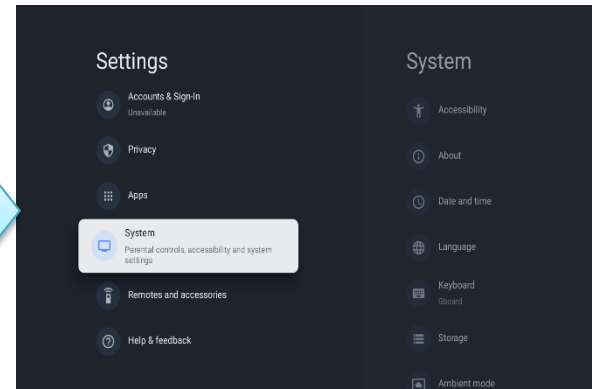 Settings
Accounts & Sign-In
Unavailable
Privacy
Apps
System
Parental controls, accessibility and system
settings
Remotes and accessories
Help & feedback
System
Accessibility
About
Date and time
Language
Keyboard
Gboard
Storage
Ambient mode